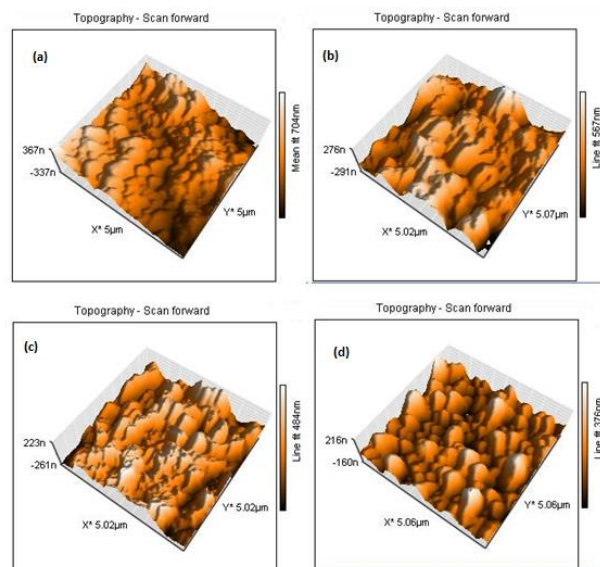 Topography - Scan forward
(a)
367n
-337n
X* 5µm
Y* 5µm
Mean fit 704nm
Topography - Scan forward
(b)
276n
-291n
X* 5.02µm
Y* 5.07µm
Line fit 567nm
Topography - Scan forward
(c)
223n
-261n
X* 5.02µm
Y* 5.02µm
Line fit 484nm
Topography - Scan forward
(d)
216n
-160n
X* 5.06µm
Y* 5.06µm
Line fit 376nm